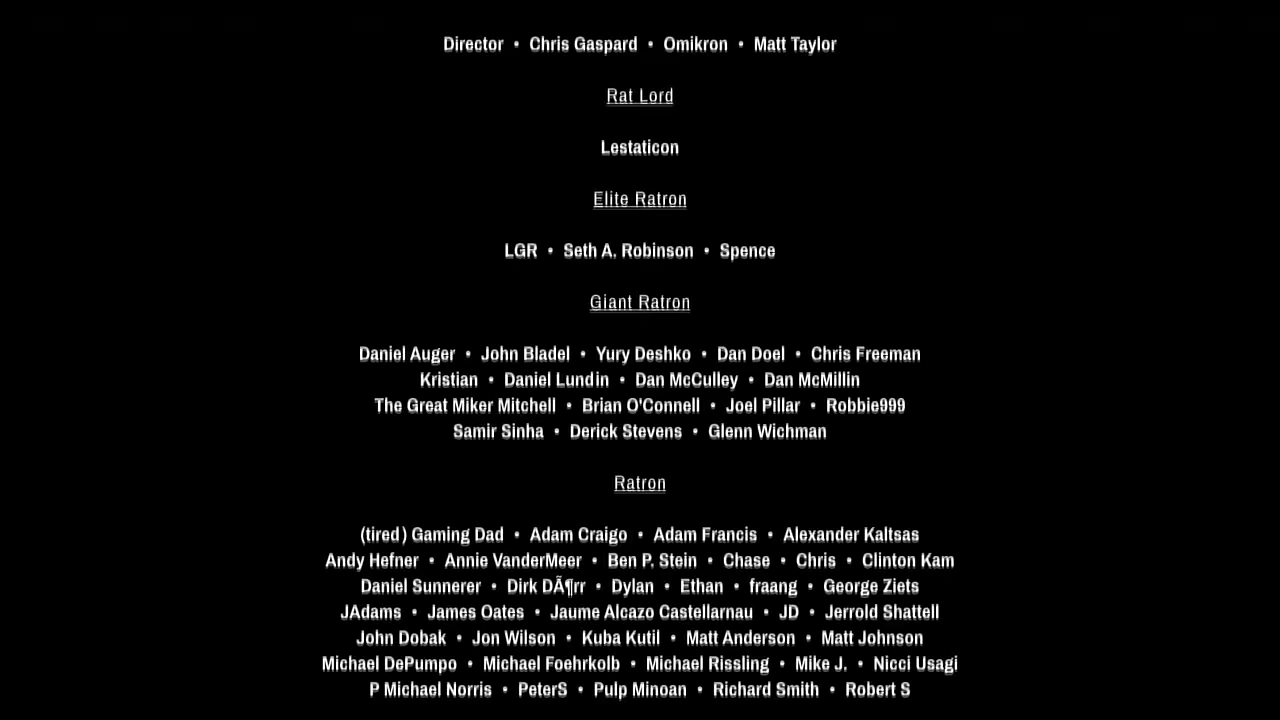 Director • Chris Gaspard • Omikron • Matt Taylor
Rat Lord
Lestaticon
Elite Ratron
LGR • Seth A. Robinson • Spence
Giant Ratron
Daniel Auger • John Bladel • Yury Deshko • Dan Doel • Chris Freeman
Kristian • Daniel Lundin • Dan McCulley • Dan McMillin
The Great Miker Mitchell • Brian O'Connell • Joel Pillar • Robbie999
Samir Sinha • Derick Stevens • Glenn Wichman
Ratron
(tired) Gaming Dad • Adam Craigo • Adam Francis • Alexander Kaltsas
Andy Hefner • Annie VanderMeer • Ben P. Stein • Chase • Chris • Clinton Kam
Daniel Sunnerer • Dirk DÃ¶rr • Dylan • Ethan • fraang • George Ziets
JAdams • James Oates • Jaume Alcazo Castellarnau • JD • Jerrold Shattell
John Dobak • Jon Wilson • Kuba Kutil • Matt Anderson • Matt Johnson
Michael DePumpo • Michael Foehrkolb • Michael Rissling • Mike J. • Nicci Usagi
P Michael Norris • PeterS • Pulp Minoan • Richard Smith • Robert S